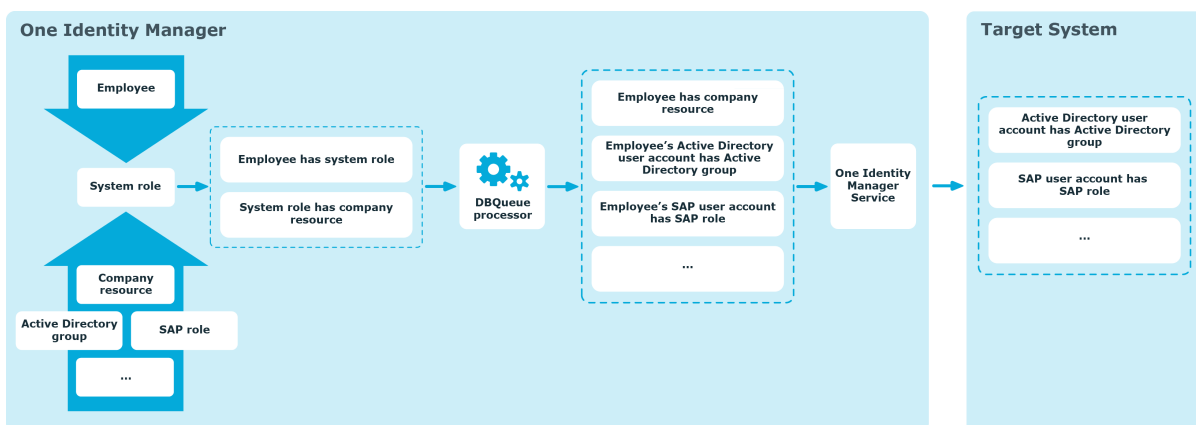 One Identity Manager
Employee
System role
Company
resource
Active Directory
group
SAP role
...
Employee has system role
System role has company
resource
DBQueue
processor
Employee has company
resource
Employee’s Active Directory
user account has Active
Directory group
Employee’s SAP user account
has SAP role
...
One Identity
Manager
Service
Target System
Active Directory user
account has Active Directory
group
SAP user account has
SAP role
...